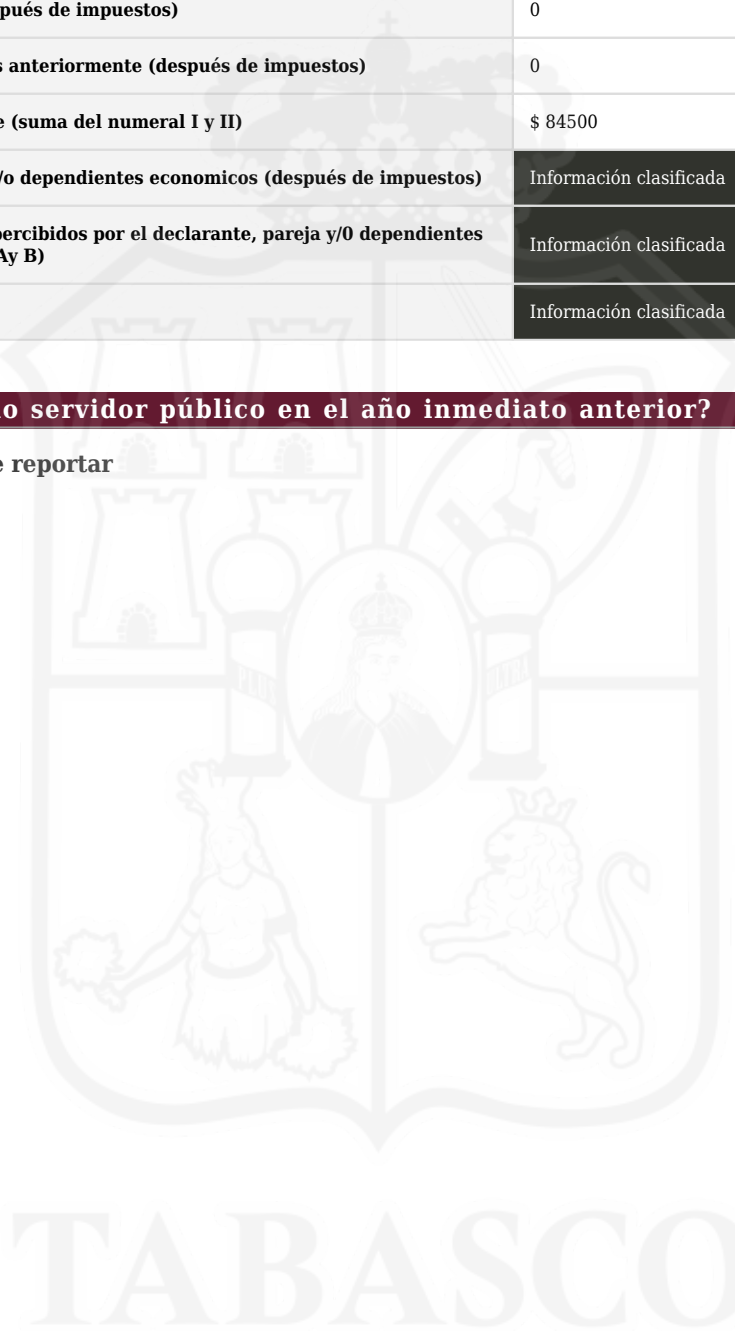 pués de impuestos)
0
s anteriormente (después de impuestos)
0
e (suma del numeral I y II)
$ 84500
/o dependientes economicos (después de impuestos)
Información clasificada
percibidos por el declarante, pareja y/0 dependientes
Ay B)
Información clasificada
Información clasificada
o servidor público en el año inmediato anterior?
e reportar
PLUS
ULTRA
TABASCO